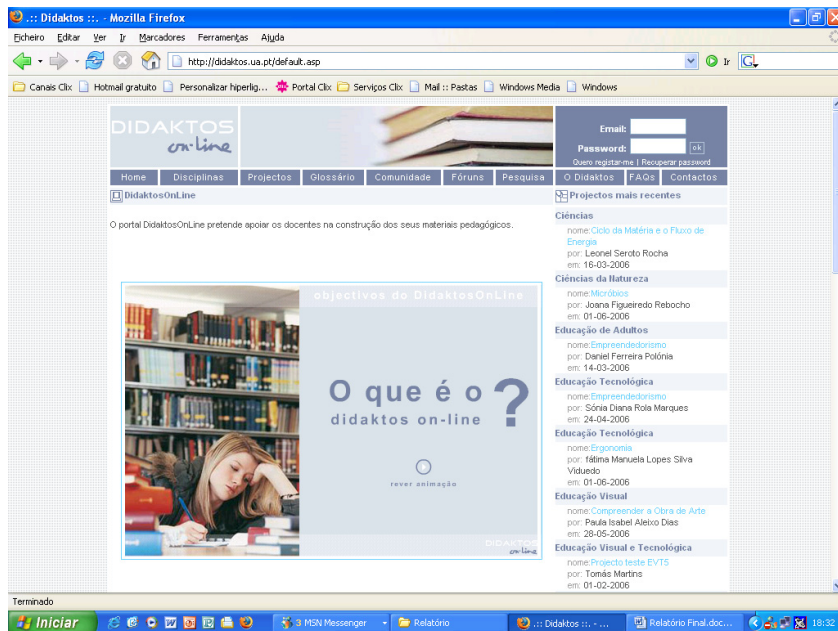 .:: Didaktos ::. - Mozilla Firefox
Ficheiro Editar Ver Ir Marcadores Ferramentas Ajuda
http://didaktos.ua.pt/default.asp
Ir
G
Canais Clix Hotmail gratuito Personalizar hiperlig... Portal Clix Serviços Clix Mail :: Pastas Windows Media Windows
DIDAKTOS
on-line
Email:
Password:
ok
Quero registar-me | Recuperar password
Home Disciplinas Projectos Glossário Comunidade Fóruns Pesquisa O Didaktos FAQs Contactos
DidaktosOnLine
O portal DidaktosOnLine pretende apoiar os docentes na construção dos seus materiais pedagógicos.
objectivos do DidaktosOnLine
O que é o ?
didaktos on-line
rever animação
DIDAKTOS
on-line
Projectos mais recentes
Ciências
nome:Ciclo da Matéria e o Fluxo de
Energia
por: Leonel Seroto Rocha
em: 16-03-2006
Ciências da Natureza
nome:Micróbios
por: Joana Figueiredo Rebocho
em: 01-06-2006
Educação de Adultos
nome:Empreendedorismo.
por: Daniel Ferreira Polónia
em: 14-03-2006
Educação Tecnológica
nome:Empreendedorismo
por: Sónia Diana Rola Marques
em: 24-04-2006
Educação Tecnológica
nome:Ergonomia
por: fátima Manuela Lopes Silva
Viduedo
em: 01-06-2006
Educação Visual
nome:Compreender a Obra de Arte
por: Paula Isabel Aleixo Dias
em: 28-05-2006
Educação Visual e Tecnológica
nome:Projecto teste EVT5
por: Tomás Martins
em: 01-02-2006
Terminado
Iniciar 3 MSN Messenger Relatório .:: Didaktos ::. - ... Relatório Final.doc...